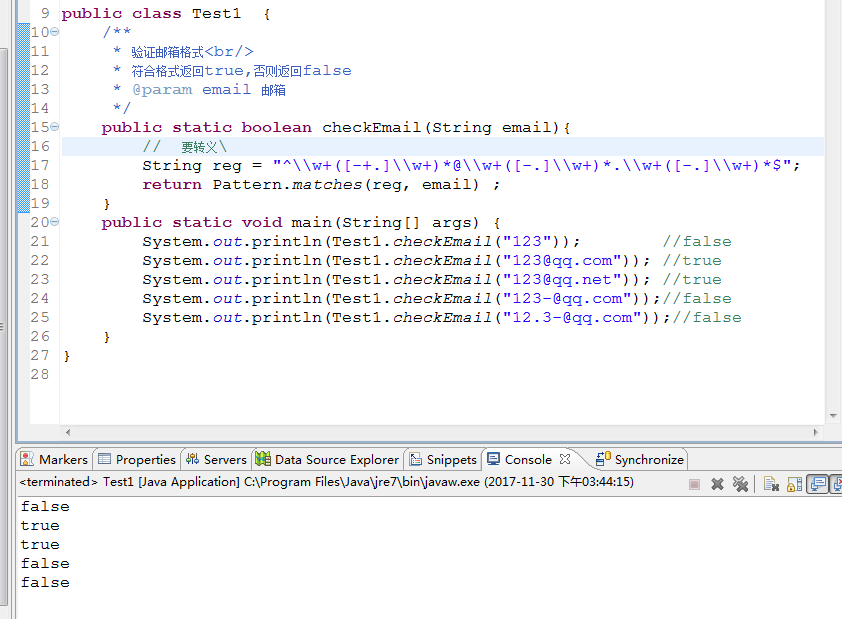 9 public class Test1  {
10     /**
11      * 验证邮箱格式<br/>
12      * 符合格式返回true,否则返回false
13      * @param email 邮箱
14      */
15     public static boolean checkEmail(String email){
16         //  要转义\
17         String reg = "^\\w+([-+.]\\w+)*@\\w+([-.]\\w+)*.\\w+([-.]\\w+)*$";
18         return Pattern.matches(reg, email) ;
19     }
20     public static void main(String[] args) {
21         System.out.println(Test1.checkEmail("123"));        //false
22         System.out.println(Test1.checkEmail("123@qq.com")); //true
23         System.out.println(Test1.checkEmail("123@qq.net")); //true
24         System.out.println(Test1.checkEmail("123-@qq.com"));//false
25         System.out.println(Test1.checkEmail("12.3-@qq.com"));//false
26     }
27 }
28
Markers Properties Servers Data Source Explorer Snippets Console Synchronize
<terminated> Test1 [Java Application] C:\Program Files\Java\jre7\bin\javaw.exe (2017-11-30 下午03:44:15)
false
true
true
false
false